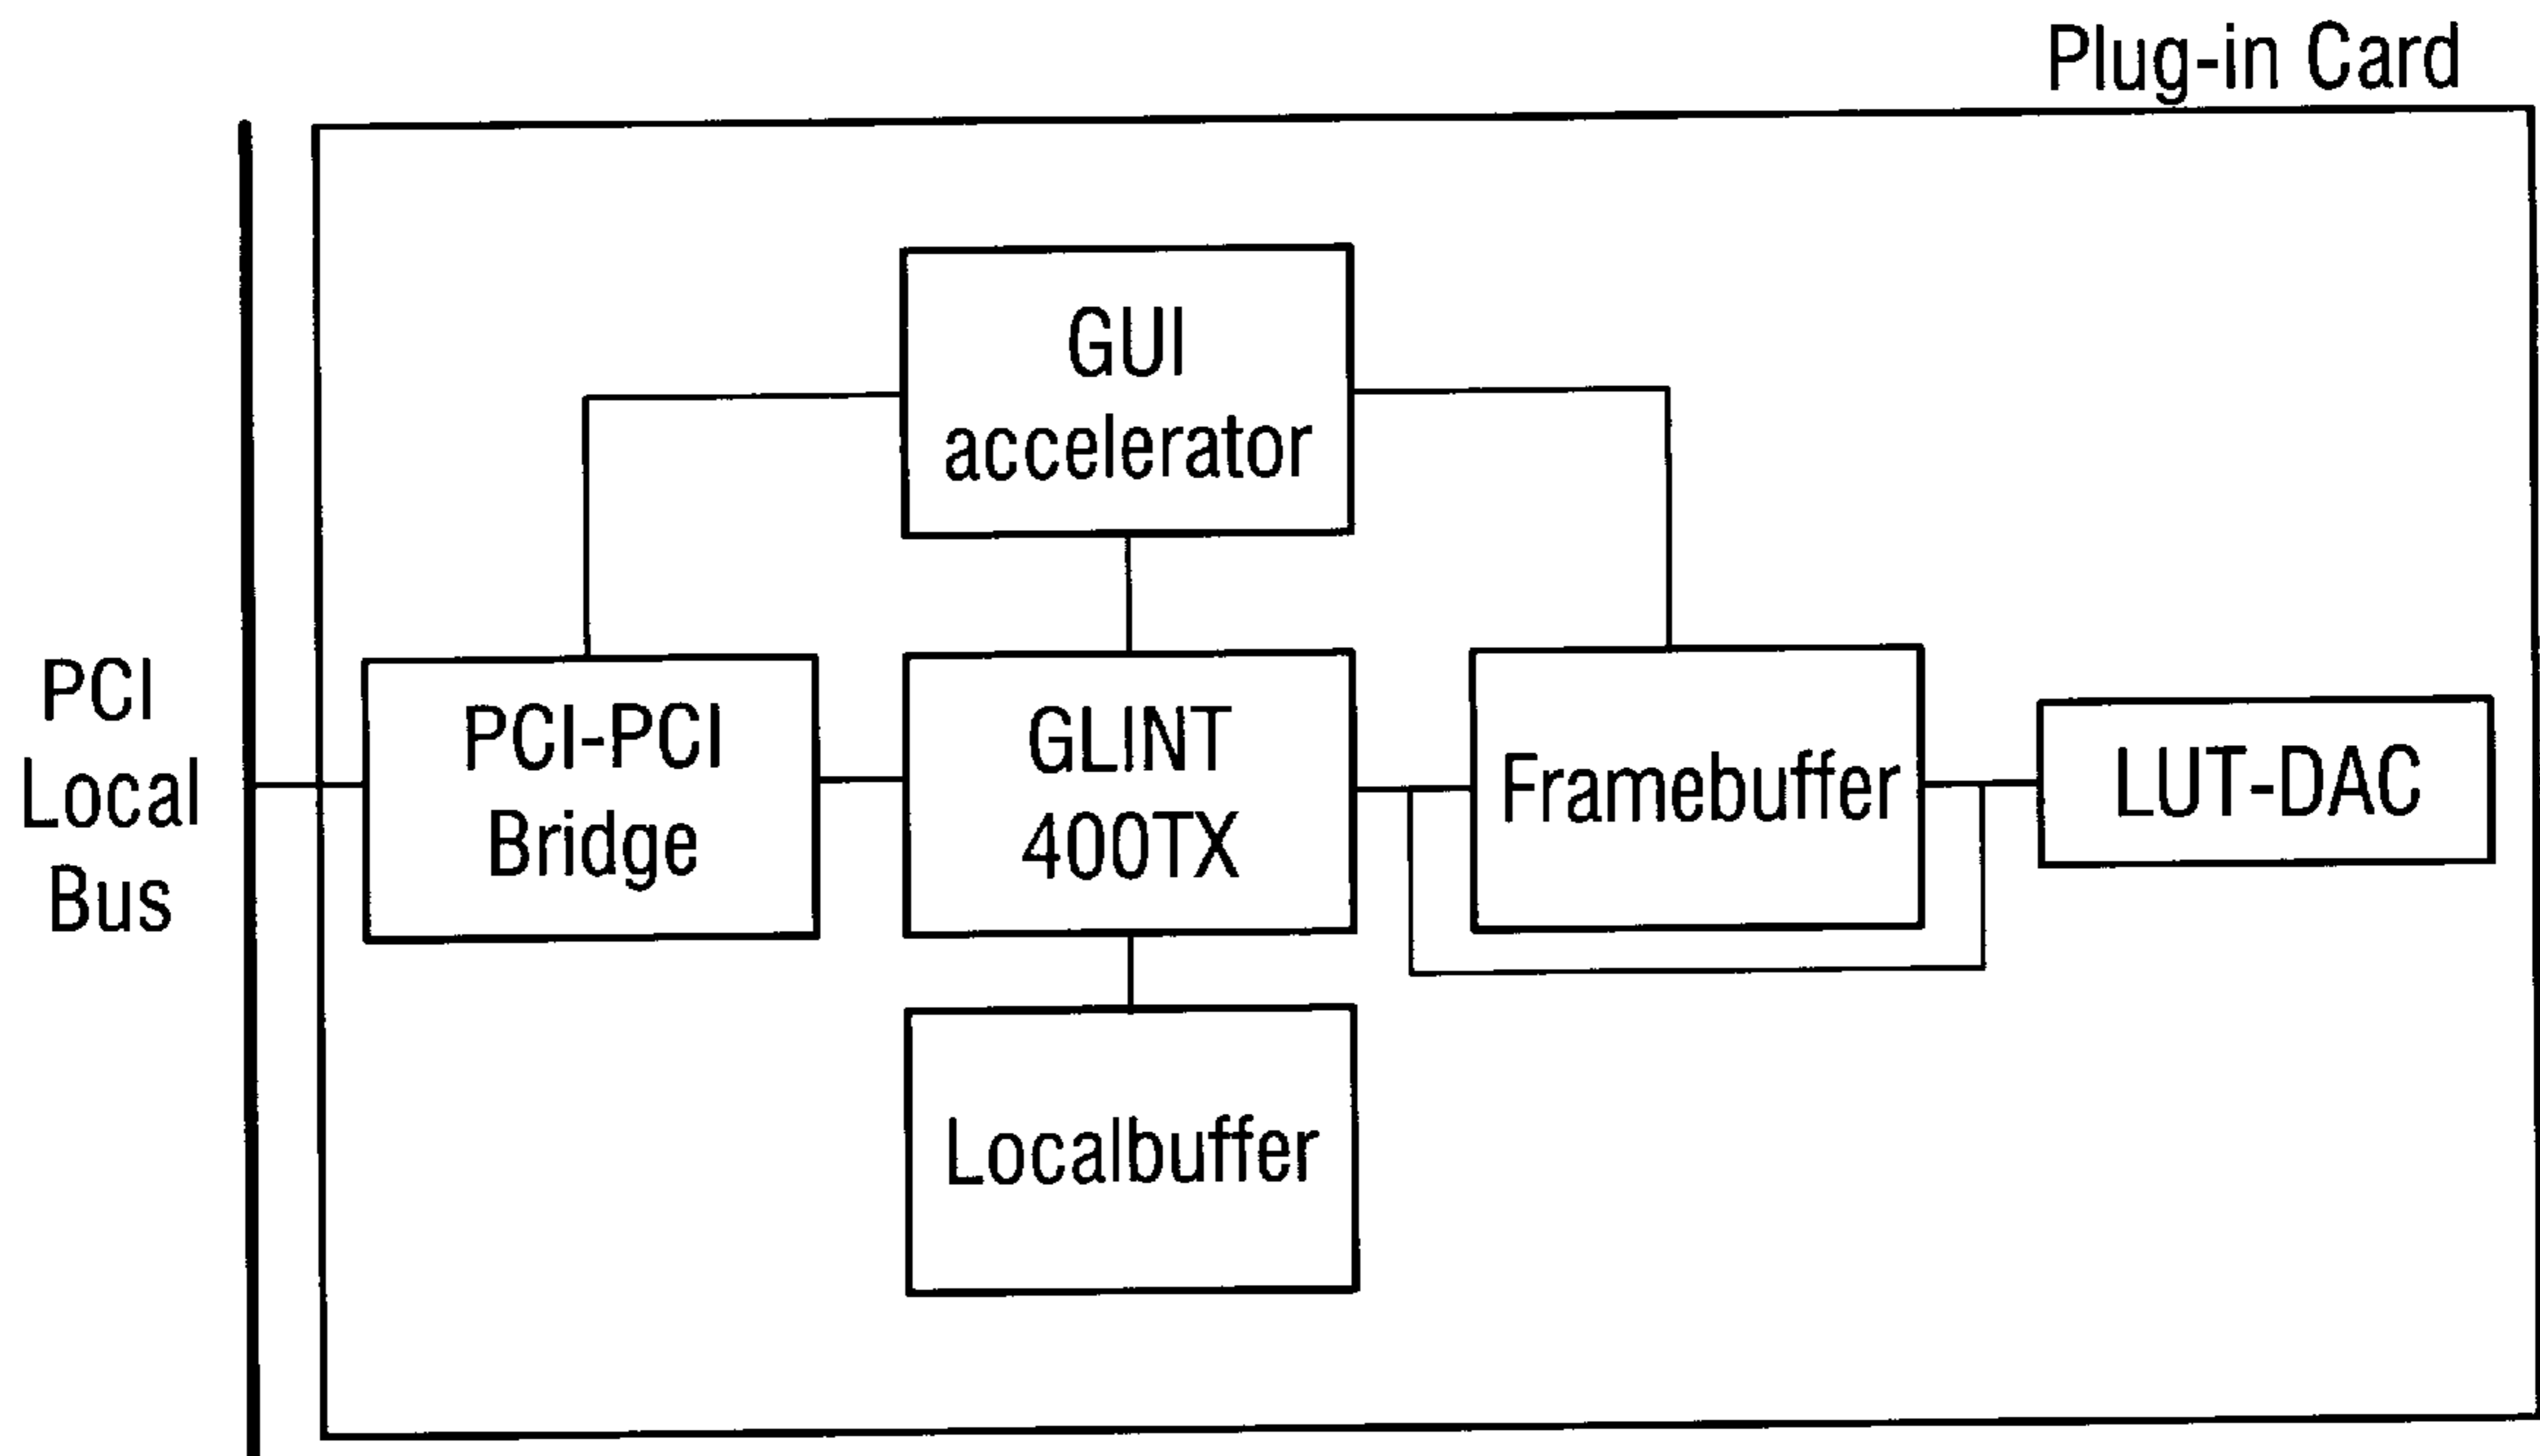 Plug-in Card
GUI
accelerator
PCI
Local
Bus
PCI-PCI
Bridge
GLINT
400TX
Framebuffer
LUT-DAC
Localbuffer